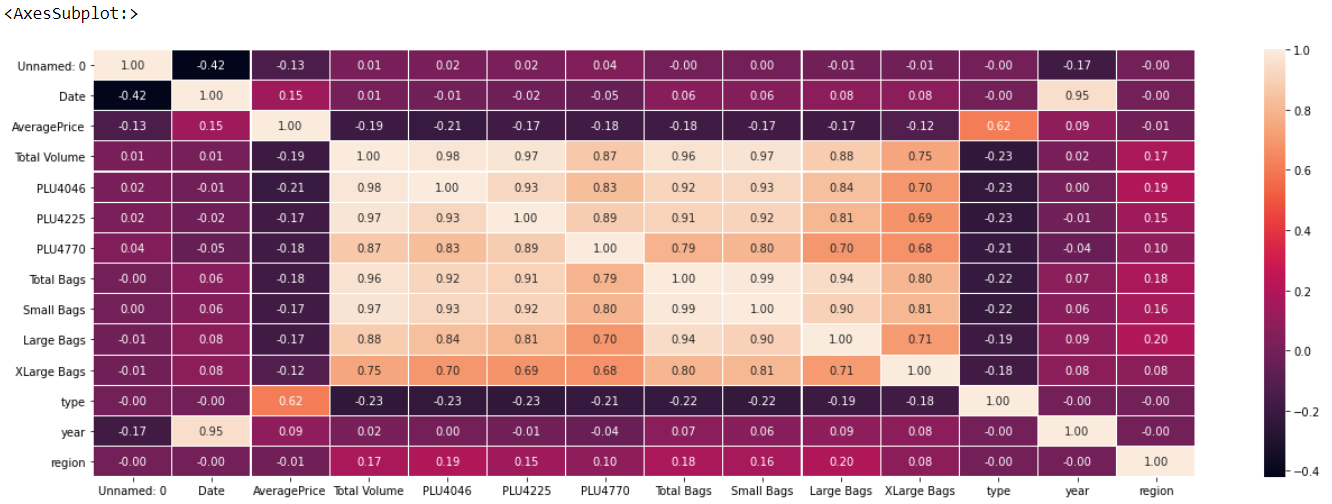 <AxesSubplot:>
1.0
Unnamed: 0 1.00 -0.42 -0.13 0.01 0.02 0.02 0.04 -0.00 0.00 -0.01 -0.01 -0.00 -0.17 -0.00
Date -0.42 1.00 0.15 0.01 -0.01 -0.02 -0.05 0.06 0.06 0.08 0.08 -0.00 0.95 -0.00
0.8
AveragePrice -0.13 0.15 1.00 -0.19 -0.21 -0.17 -0.18 -0.18 -0.17 -0.17 -0.12 0.62 0.09 -0.01
Total Volume 0.01 0.01 -0.19 1.00 0.98 0.97 0.87 0.96 0.97 0.88 0.75 -0.23 0.02 0.17
0.6
PLU4046 0.02 -0.01 -0.21 0.98 1.00 0.93 0.83 0.92 0.93 0.84 0.70 -0.23 0.00 0.19
PLU4225 0.02 -0.02 -0.17 0.97 0.93 1.00 0.89 0.91 0.92 0.81 0.69 -0.23 -0.01 0.15
0.4
PLU4770 0.04 -0.05 -0.18 0.87 0.83 0.89 1.00 0.79 0.80 0.70 0.68 -0.21 -0.04 0.10
Total Bags -0.00 0.06 -0.18 0.96 0.92 0.91 0.79 1.00 0.99 0.94 0.80 -0.22 0.07 0.18
0.2
Small Bags 0.00 0.06 -0.17 0.97 0.93 0.92 0.80 0.99 1.00 0.90 0.81 -0.22 0.06 0.16
Large Bags -0.01 0.08 -0.17 0.88 0.84 0.81 0.70 0.94 0.90 1.00 0.71 -0.19 0.09 0.20
0.0
XLarge Bags -0.01 0.08 -0.12 0.75 0.70 0.69 0.68 0.80 0.81 0.71 1.00 -0.18 0.08 0.08
type -0.00 -0.00 0.62 -0.23 -0.23 -0.23 -0.21 -0.22 -0.22 -0.19 -0.18 1.00 -0.00 -0.00
−0.2
year -0.17 0.95 0.09 0.02 0.00 -0.01 -0.04 0.07 0.06 0.09 0.08 -0.00 1.00 -0.00
region -0.00 -0.00 -0.01 0.17 0.19 0.15 0.10 0.18 0.16 0.20 0.08 -0.00 -0.00 1.00
−0.4
Unnamed: 0 Date AveragePrice Total Volume PLU4046 PLU4225 PLU4770 Total Bags Small Bags Large Bags XLarge Bags type year region